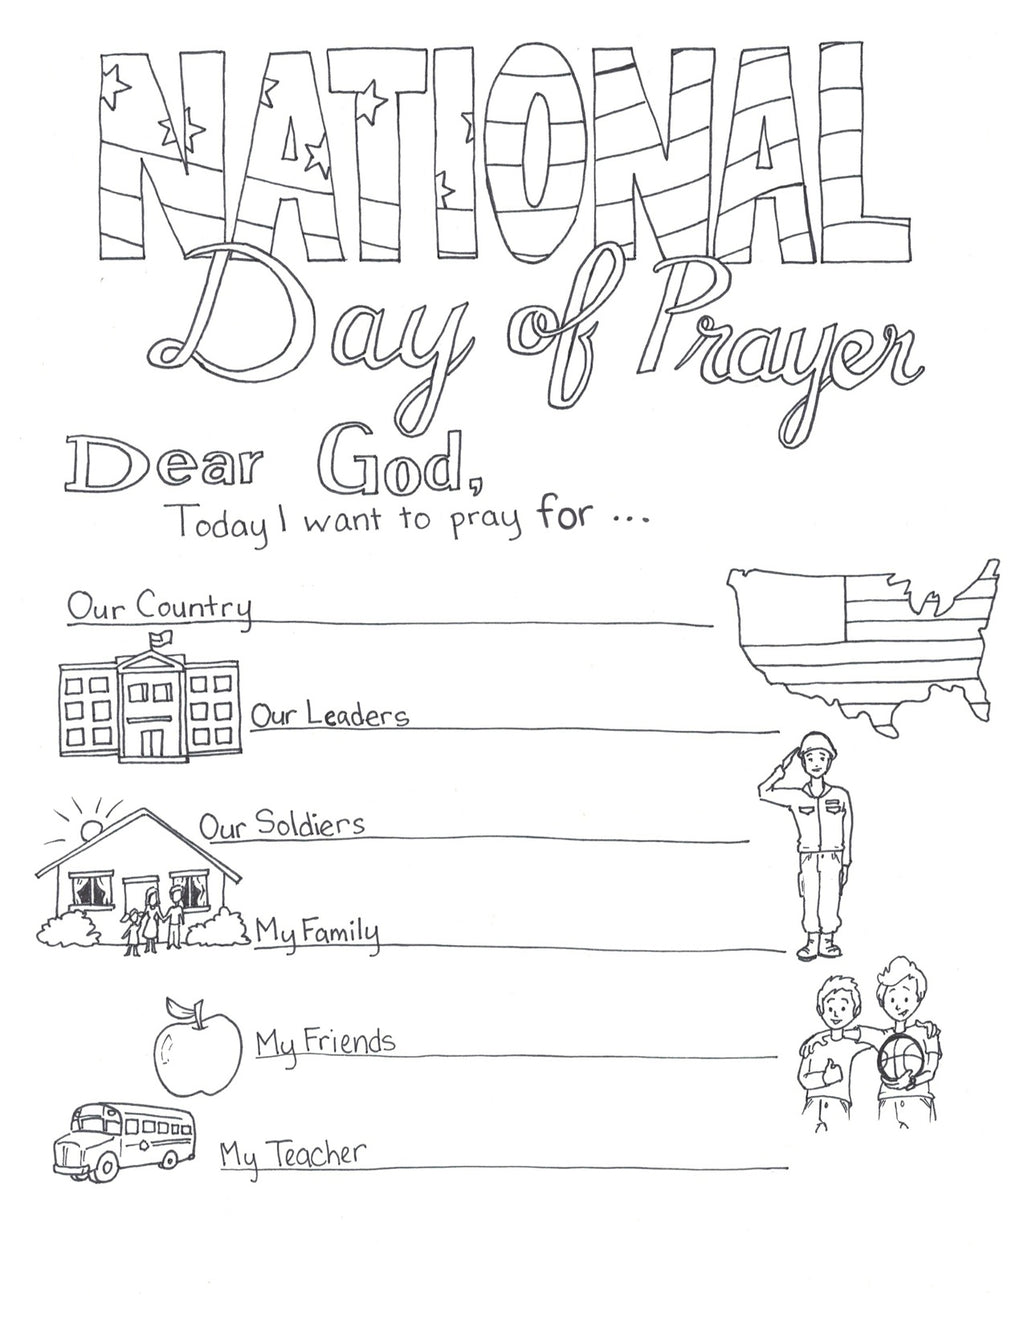 NATIONAL
Day of Prayer
Dear God,
Today I want to pray for ...
Our Country
Our Leaders
Our Soldiers
My Family
My Friends
My Teacher